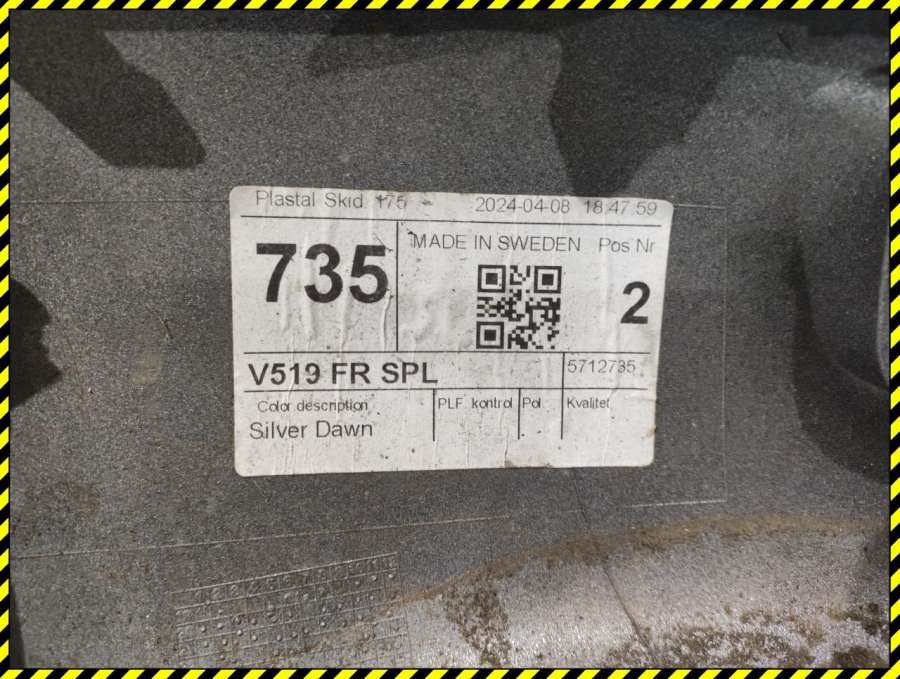 Plastal Skid 175 2024-04-08 18.47.59
735 MADE IN SWEDEN Pos Nr
2
V519 FR SPL 5712735
Color description PLF. kontrol Pol Kvalitet
Silver Dawn